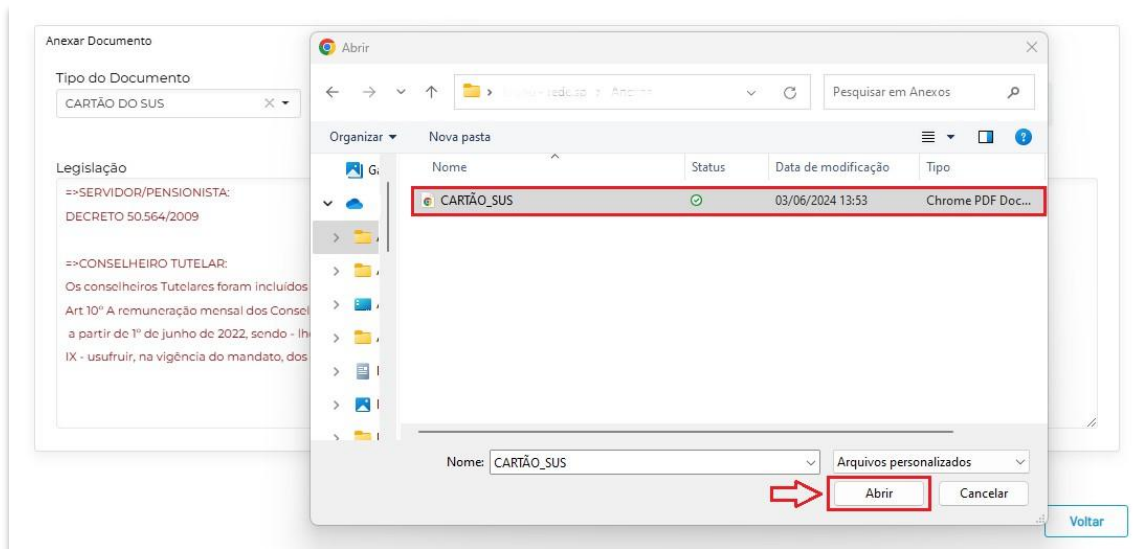 Anexar Documento
Tipo do Documento
CARTÃO DO SUS
Legislação
=>SERVIDOR/PENSIONISTA:
DECRETO 50.564/2009
=>CONSELHEIRO TUTELAR:
Os conselheiros Tutelares foram incluídos
Art 10º A remuneração mensal dos Consel
a partir de 1º de junho de 2022, sendo - lh
IX - usufruir, na vigência do mandato, dos
Abrir
Pesquisar em Anexos
Organizar
Nova pasta
Nome Status Data de modificação Tipo
CARTÃO_SUS 03/06/2024 13:53 Chrome PDF Doc...
Nome: CARTÃO_SUS
Arquivos personalizados
Abrir Cancelar
Voltar